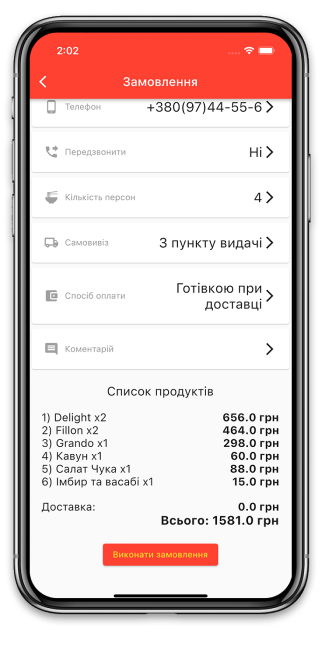 2:02
Замовлення
Телефон +380(97)44-55-6
Передзвонити Ні
Кількість персон 4
Самовивіз З пункту видачі
Спосіб оплати Готівкою при
доставці
Коментарій
Список продуктів
1) Delight x2 656.0 грн
2) Fillon x2 464.0 грн
3) Grando x1 298.0 грн
4) Кавун x1 60.0 грн
5) Салат Чука x1 88.0 грн
6) Імбир та васабі x1 15.0 грн
Доставка: 0.0 грн
Всього: 1581.0 грн
Виконати замовлення